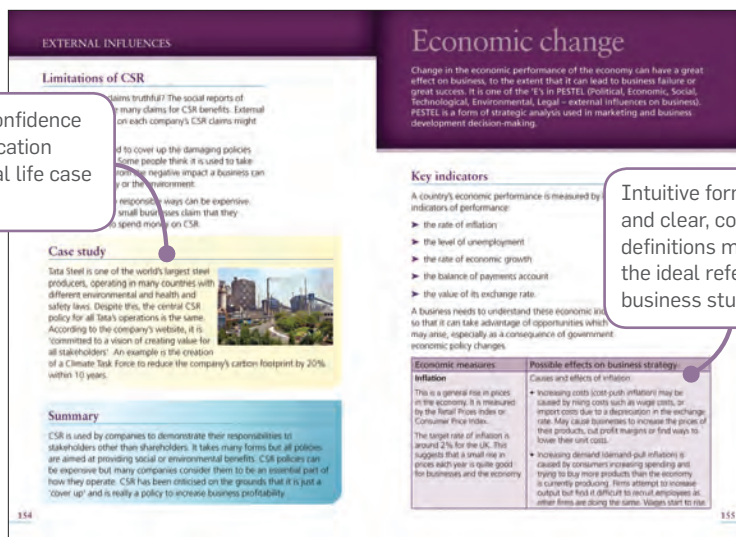 EXTERNAL INFLUENCES
Limitations of CSR
claims truthful? The social reports of
many claims for CSR benefits. External
on each company's CSR claims might
d to cover up the damaging policies
Some people think it is used to take
from the negative impact a business can
y or the environment.
responsible ways can be expensive.
small businesses claim that they
o spend money on CSR.
onfidence
cation
al life case
Case study
Tata Steel is one of the world's largest steel
producers, operating in many countries with
different environmental and health and
safety laws. Despite this, the central CSR
policy for all Tata's operations is the same.
According to the company's website, it is
'committed to a vision of creating value for
all stakeholders'. An example is the creation
of a Climate Task Force to reduce the company's carbon footprint by 20%
within 10 years.
Summary
CSR is used by companies to demonstrate their responsibilities to
stakeholders other than shareholders. It takes many forms but all policies
are aimed at providing social or environmental benefits. CSR policies can
be expensive but many companies consider them to be an essential part of
how they operate. CSR has been criticised on the grounds that it is just a
'cover up' and is really a policy to increase business profitability.
154
Economic change
Change in the economic performance of the economy can have a great
effect on business, to the extent that it can lead to business failure or
great success. It is one of the 'E's in PESTEL (Political, Economic, Social,
Technological, Environmental, Legal – external influences on business).
PESTEL is a form of strategic analysis used in marketing and business
development decision-making.
Key indicators
A country's economic performance is measured by
indicators of performance:
➤ the rate of inflation
➤ the level of unemployment
➤ the rate of economic growth
➤ the balance of payments account
➤ the value of its exchange rate.
A business needs to understand these economic ind
so that it can take advantage of opportunities which
may arise, especially as a consequence of government
economic policy changes.
Intuitive for
and clear, co
definitions m
the ideal refe
business stu
Economic measures
Possible effects on business strategy
Inflation
This is a general rise in prices
in the economy. It is measured
by the Retail Prices Index or
Consumer Price Index.
The target rate of inflation is
around 2% for the UK. This
suggests that a small rise in
prices each year is quite good
for businesses and the economy.
Causes and effects of inflation:
• Increasing costs (cost-push inflation) may be
caused by rising costs such as wage costs, or
import costs due to a depreciation in the exchange
rate. May cause businesses to increase the prices of
their products, cut profit margins or find ways to
lower their unit costs.
• Increasing demand (demand-pull inflation) is
caused by consumers increasing spending and
trying to buy more products than the economy
is currently producing. Firms attempt to increase
output but find it difficult to recruit employees as
other firms are doing the same. Wages start to rise.
155